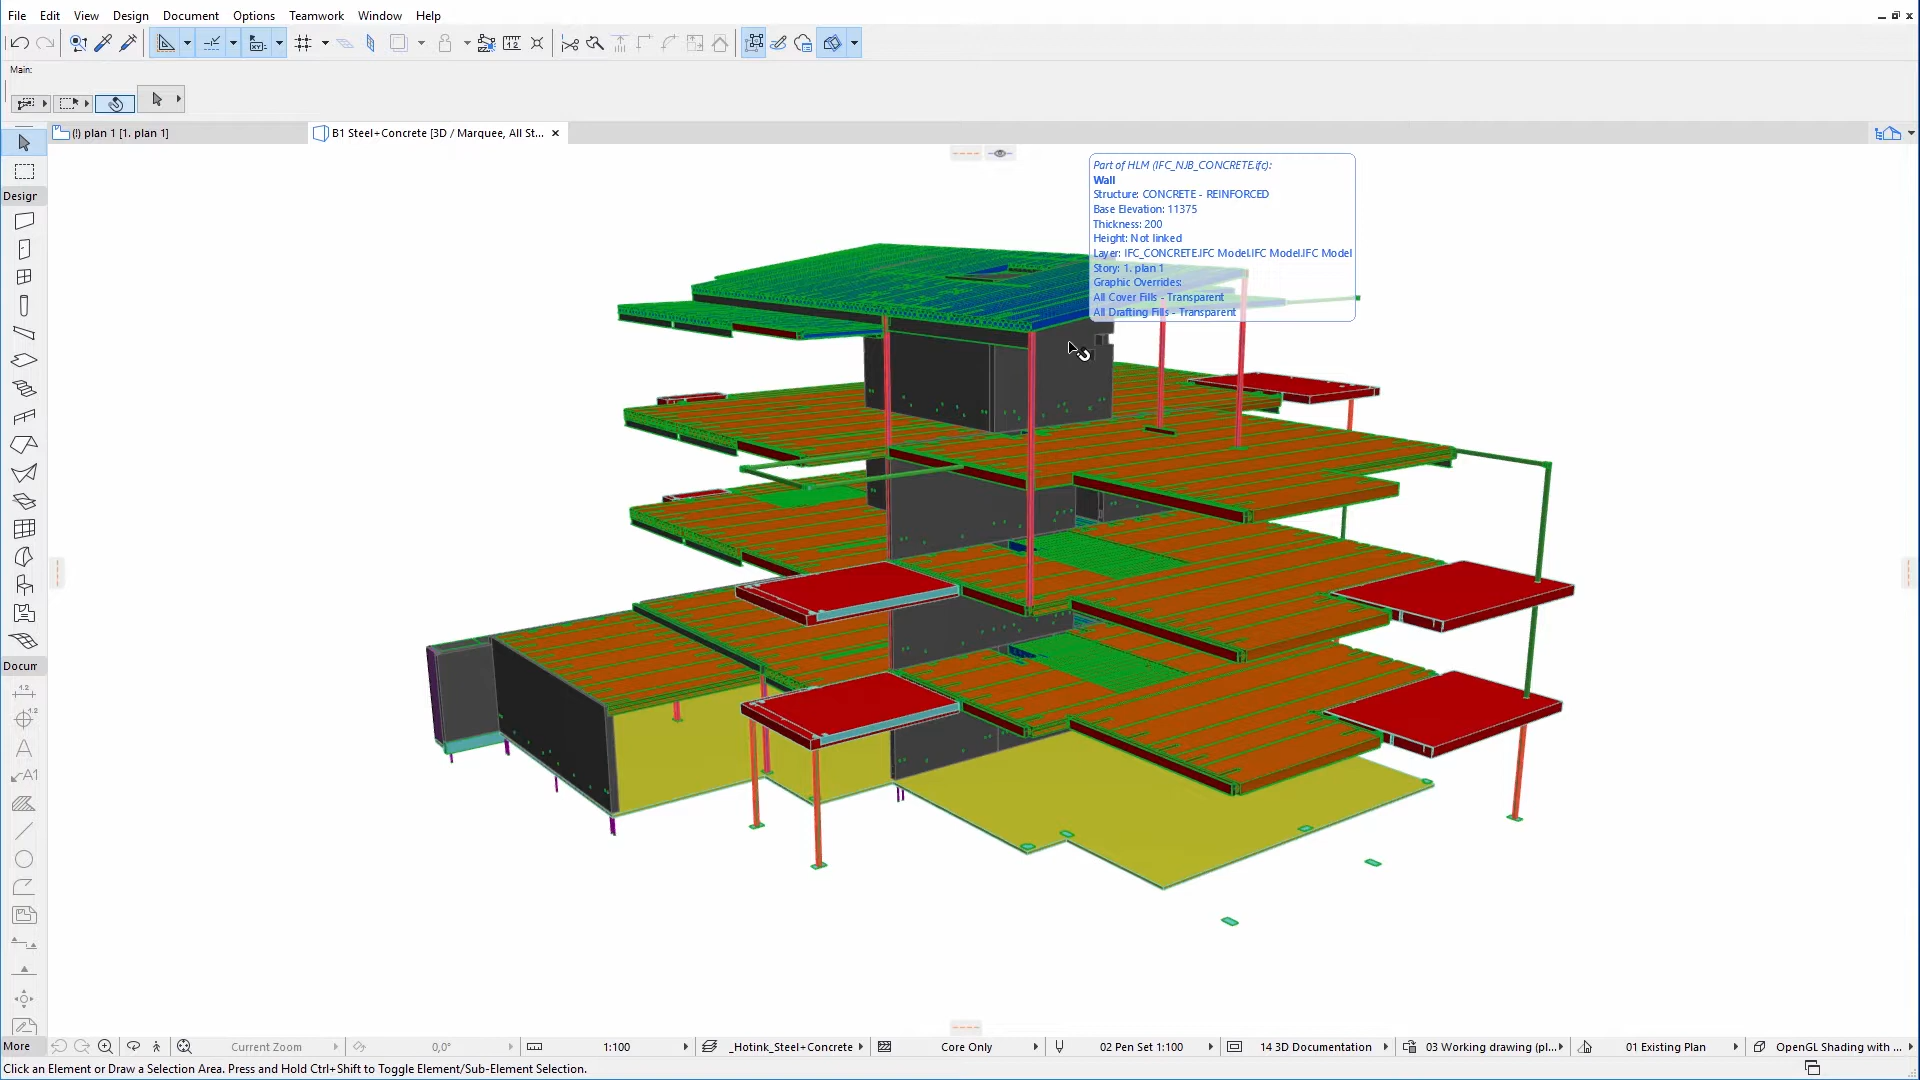 File Edit View Design Document Options Teamwork Window Help
Main:
(!) plan 1 [1. plan 1]
B1 Steel+Concrete [3D / Marquee, All St...
Part of HLM (IFC_NJB_CONCRETE.ifc):
Wall
Structure: CONCRETE - REINFORCED
Base Elevation: 11375
Thickness: 200
Height: Not linked
Layer: IFC_CONCRETE.IFC Model.IFC Model.IFC Model
Story: 1. plan 1
Graphic Overrides:
All Cover Fills - Transparent
All Drafting Fills - Transparent
Design
Docum
1.2
1.2
A
A1
More
Current Zoom
0,0°
1:100
_Hotink_Steel+Concrete
Core Only
02 Pen Set 1:100
14 3D Documentation
03 Working drawing (pl...
01 Existing Plan
OpenGL Shading with ...
Click an Element or Draw a Selection Area. Press and Hold Ctrl+Shift to Toggle Element/Sub-Element Selection.